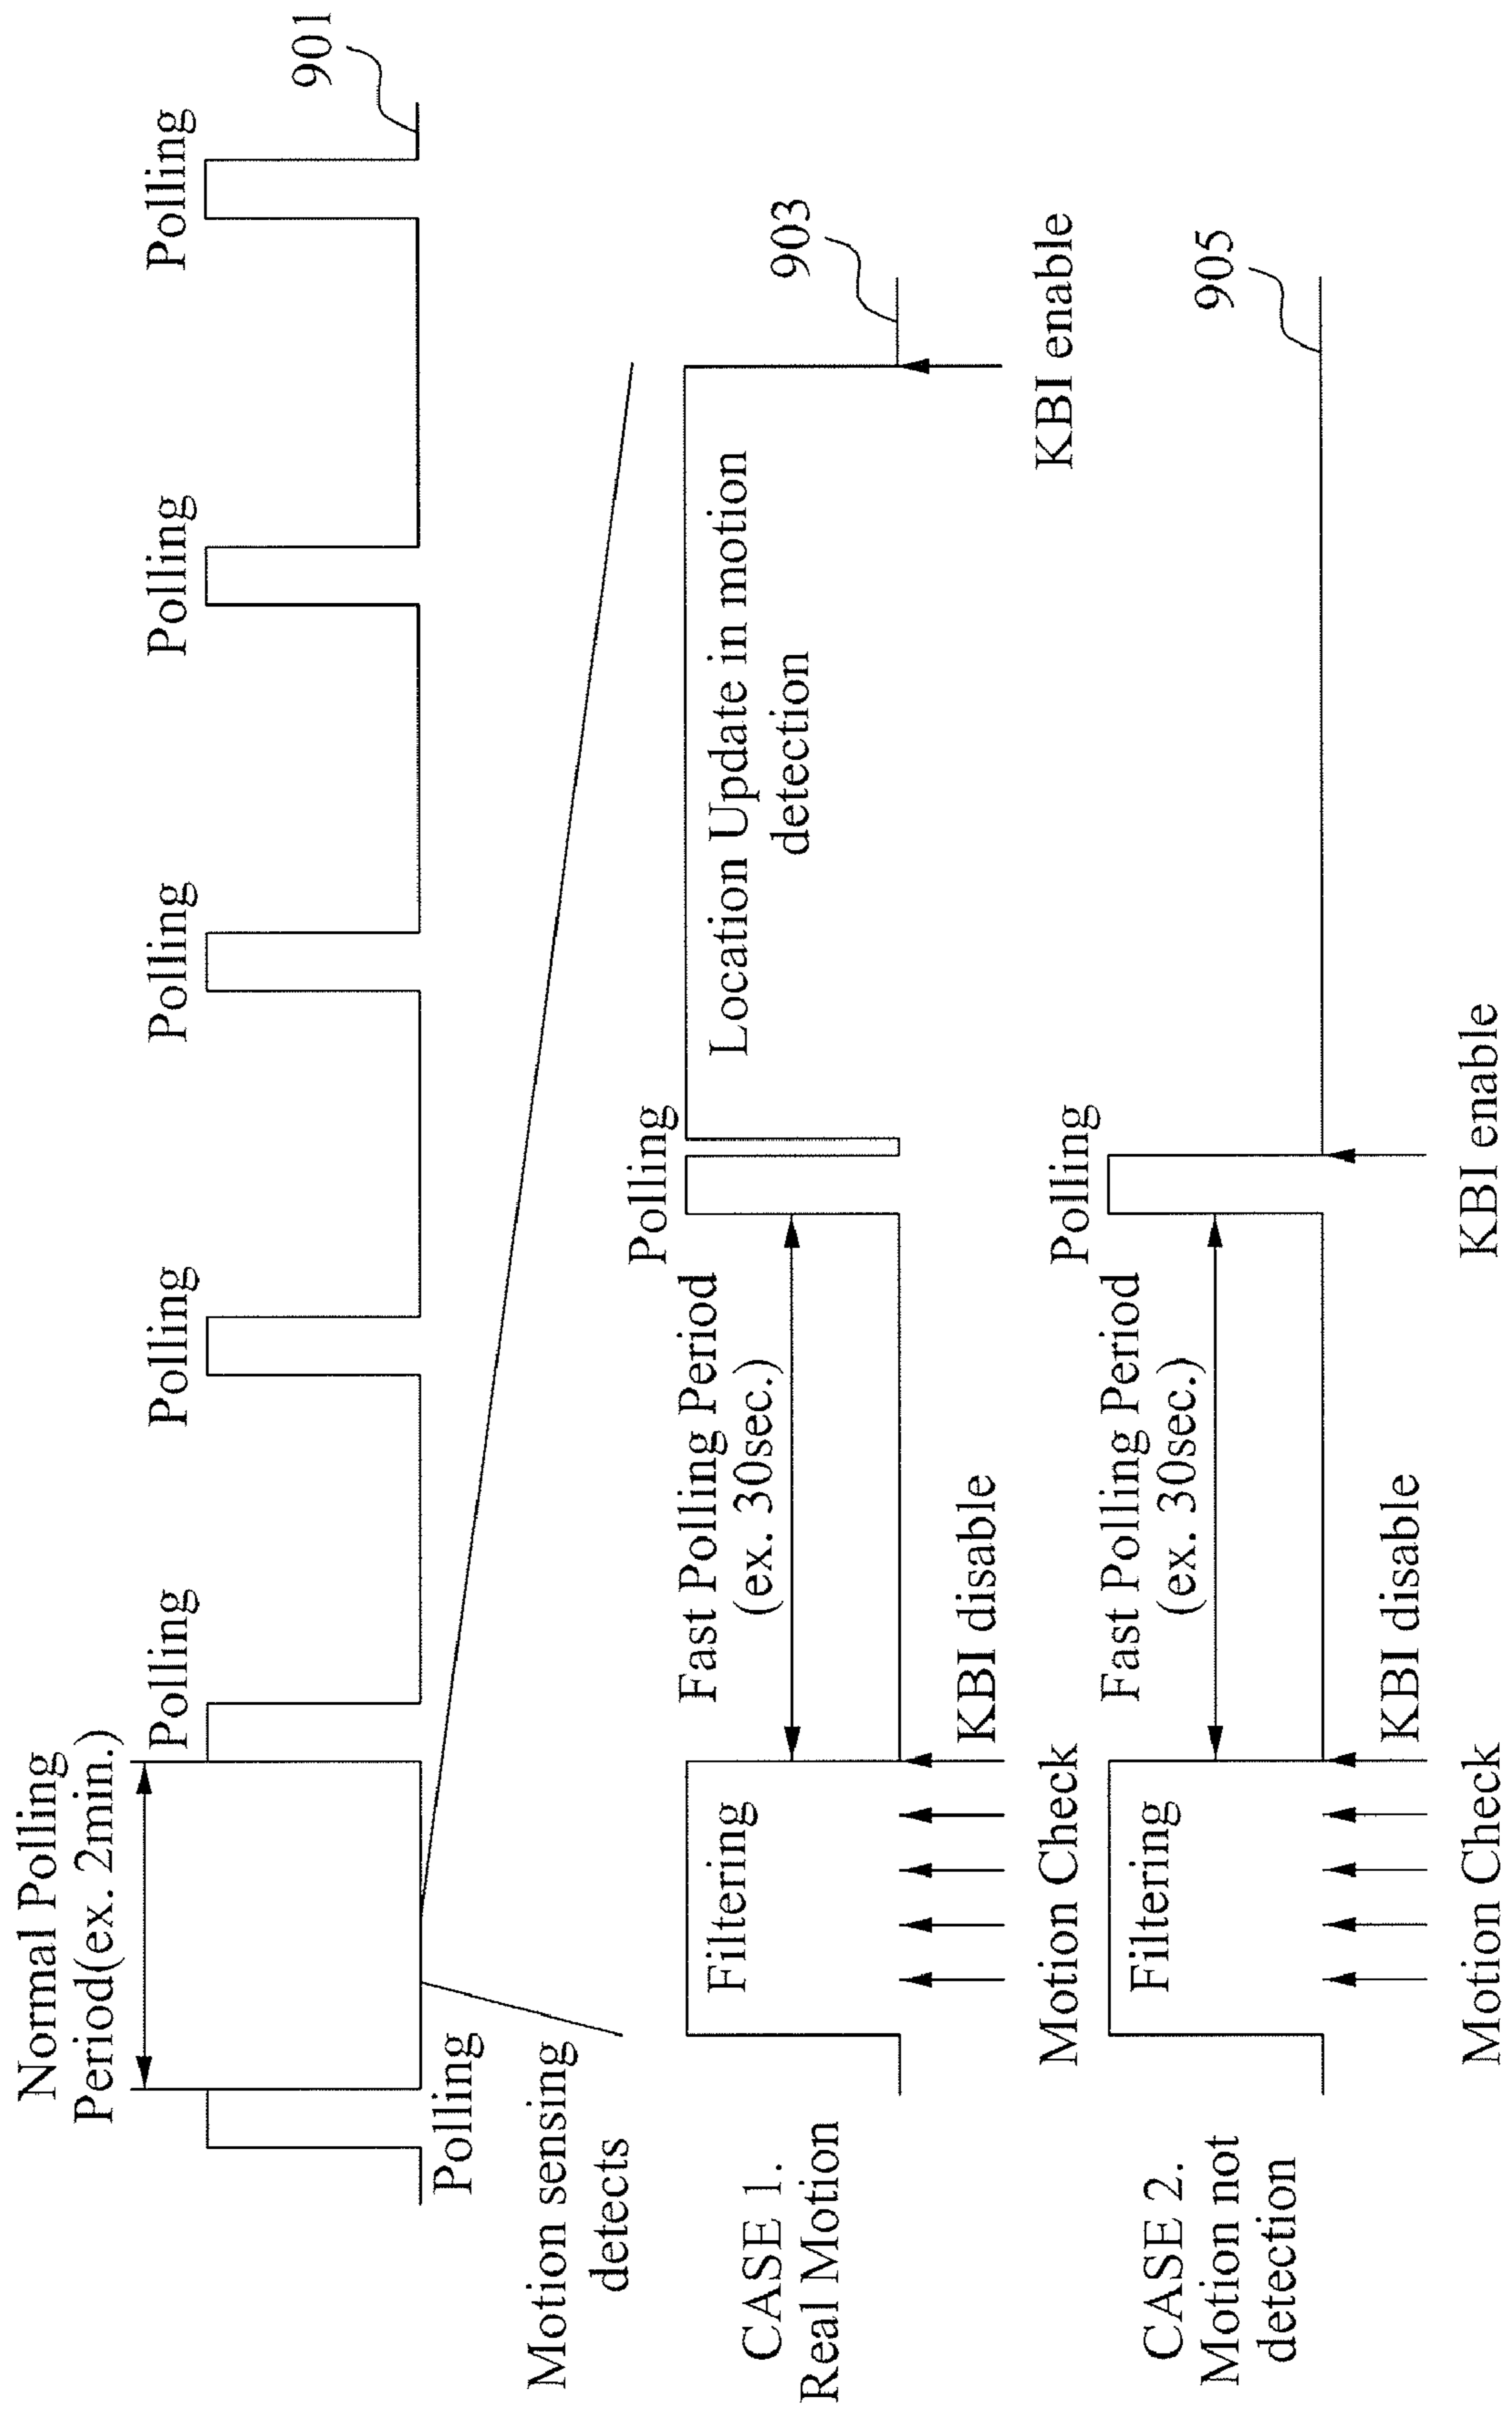 Normal Polling
Period(ex. 2min.)
Polling
Polling
Polling
Polling
Polling
Polling
901
Motion sensing
detects
CASE 1.
Real Motion
Filtering
Motion Check
KBI disable
Fast Polling Period
(ex. 30sec.)
Polling
Location Update in motion
detection
KBI enable
903
CASE 2.
Motion not
detection
Filtering
Motion Check
KBI disable
Fast Polling Period
(ex. 30sec.)
Polling
KBI enable
905